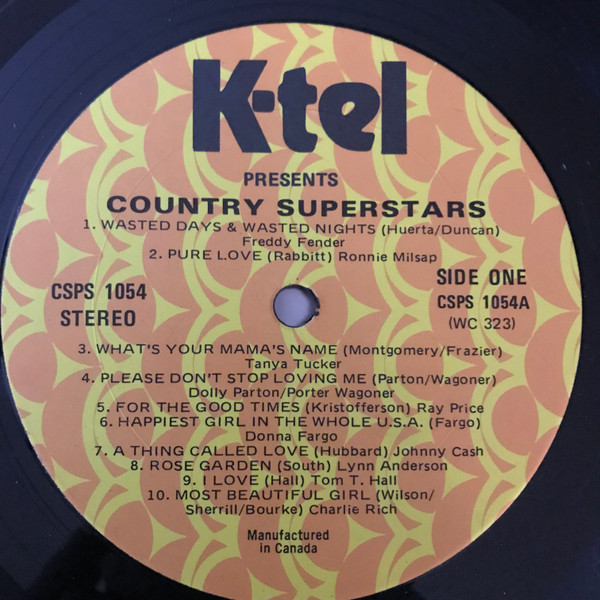 K-tel
PRESENTS
COUNTRY SUPERSTARS
1. WASTED DAYS & WASTED NIGHTS (Huerta/Duncan)
Freddy Fender
2. PURE LOVE (Rabbitt) Ronnie Milsap
CSPS 1054
STEREO
SIDE ONE
CSPS 1054A
(WC 323)
3. WHAT'S YOUR MAMA'S NAME (Montgomery/Frazier)
Tanya Tucker
4. PLEASE DON'T STOP LOVING ME (Parton/Wagoner)
Dolly Parton/Porter Wagoner
5. FOR THE GOOD TIMES (Kristofferson) Ray Price
6. HAPPIEST GIRL IN THE WHOLE U.S.A. (Fargo)
Donna Fargo
7. A THING CALLED LOVE (Hubbard) Johnny Cash
8. ROSE GARDEN (South) Lynn Anderson
9. I LOVE (Hall) Tom T. Hall
10. MOST BEAUTIFUL GIRL (Wilson/
Sherrill/Bourke) Charlie Rich
Manufactured
in Canada